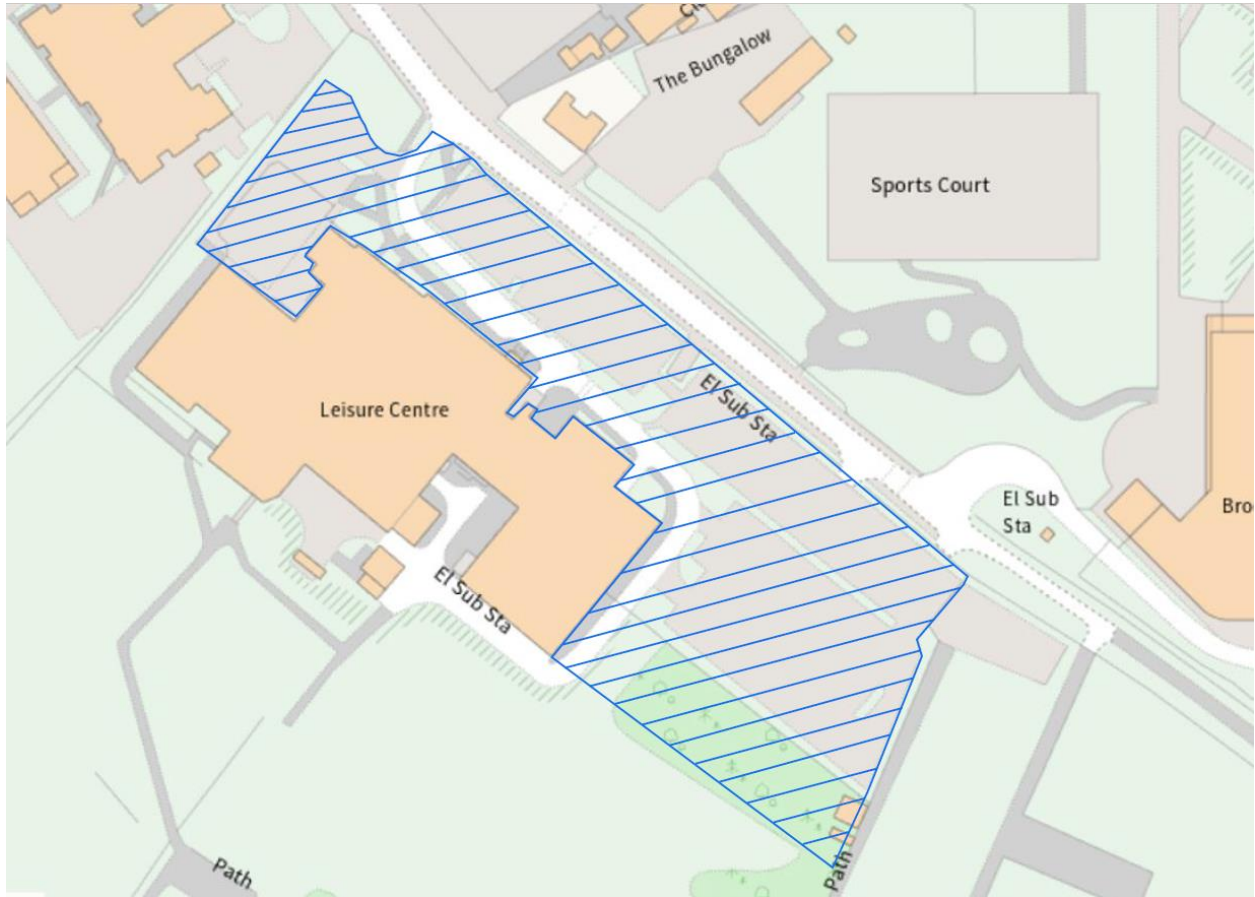 The Bungalow
Sports Court
El Sub Sta
Leisure Centre
El Sub
Sta
El Sub Sta
Path
Path